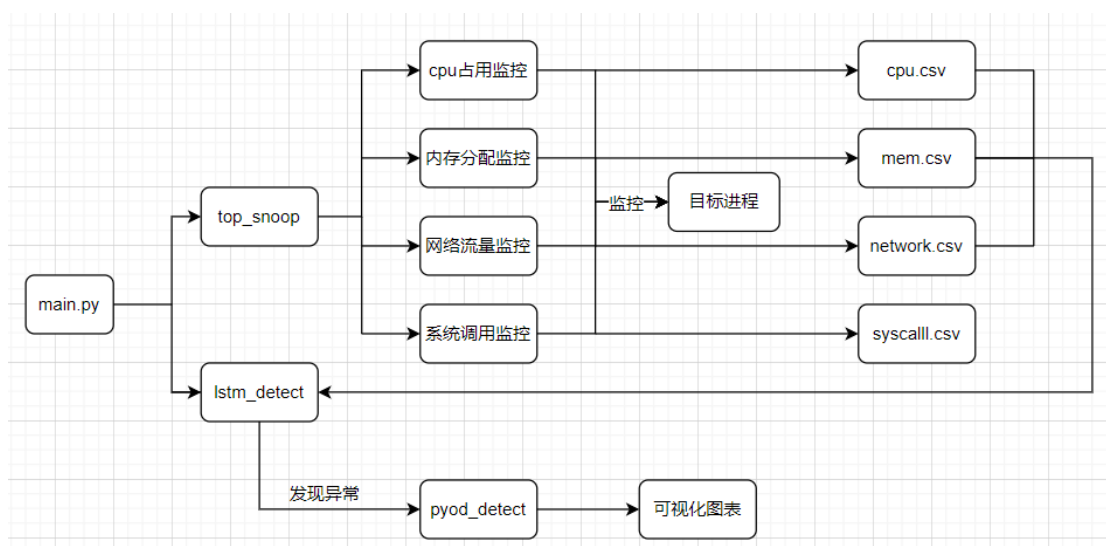 cpu占用监控
cpu.csv
内存分配监控
mem.csv
top_snoop
监控
目标进程
网络流量监控
network.csv
main.py
系统调用监控
syscalll.csv
lstm_detect
发现异常
pyod_detect
可视化图表